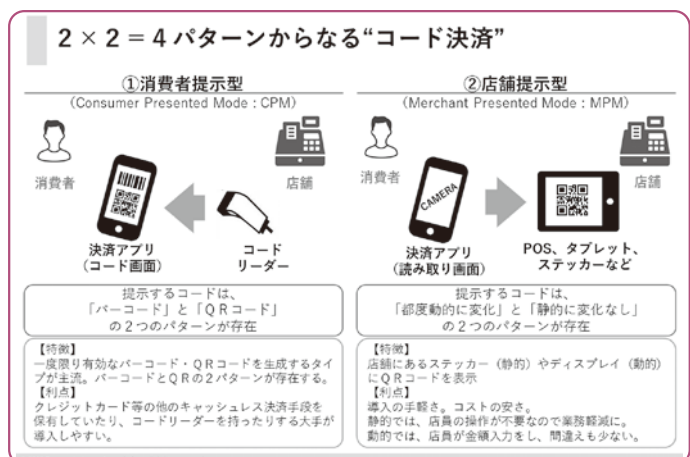 2×2=4パターンからなる“コード決済”
①消費者提示型
(Consumer Presented Mode:CPM)
消費者
店舗
決済アプリ
(コード画面)
コード
リーダー
提示するコードは、
「バーコード」と「QRコード」
の2つのパターンが存在
【特徴】
一度限り有効なバーコード・QRコードを生成するタイ
プが主流。バーコードとQRの2パターンが存在する。
【利点】
クレジットカード等の他のキャッシュレス決済手段を
保有していたり、コードリーダーを持ったりする大手が
導入しやすい。
②店舗提示型
(Merchant Presented Mode:MPM)
消費者
店舗
CAMERA
決済アプリ
(読み取り画面)
POS、タブレット、
ステッカーなど
提示するコードは、
「都度動的に変化」と「静的に変化なし」
の2つのパターンが存在
【特徴】
店舗にあるステッカー(静的)やディスプレイ(動的)
にQRコードを表示
【利点】
導入の手軽さ。コストの安さ。
静的では、店員の操作が不要なので業務軽減に。
動的では、店員が金額入力をし、間違えも少ない。